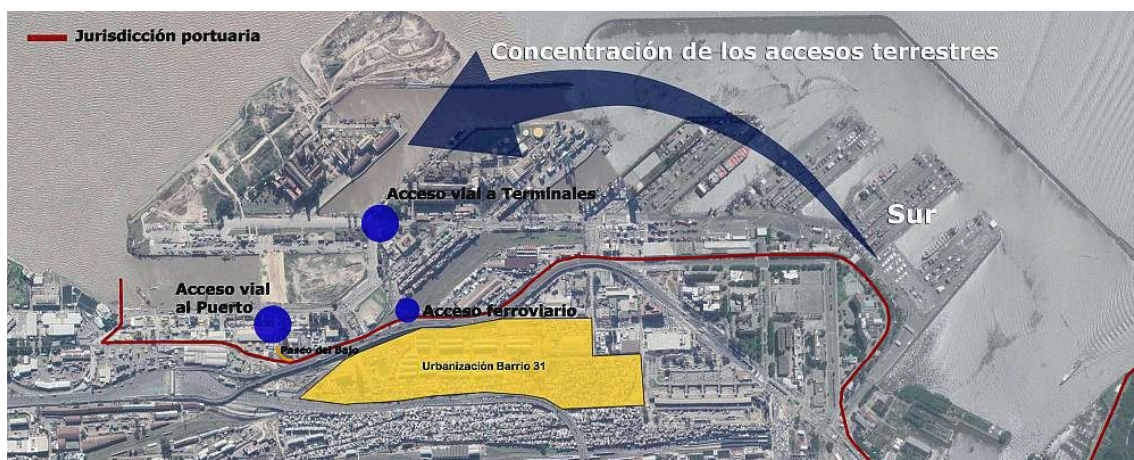 Jurisdicción portuaria
Concentración de los accesos terrestres
Acceso vial a Terminales
Sur
Acceso vial
al Puerto
Acceso ferroviario
Paseo del Bajo
Urbanización Barrio 31